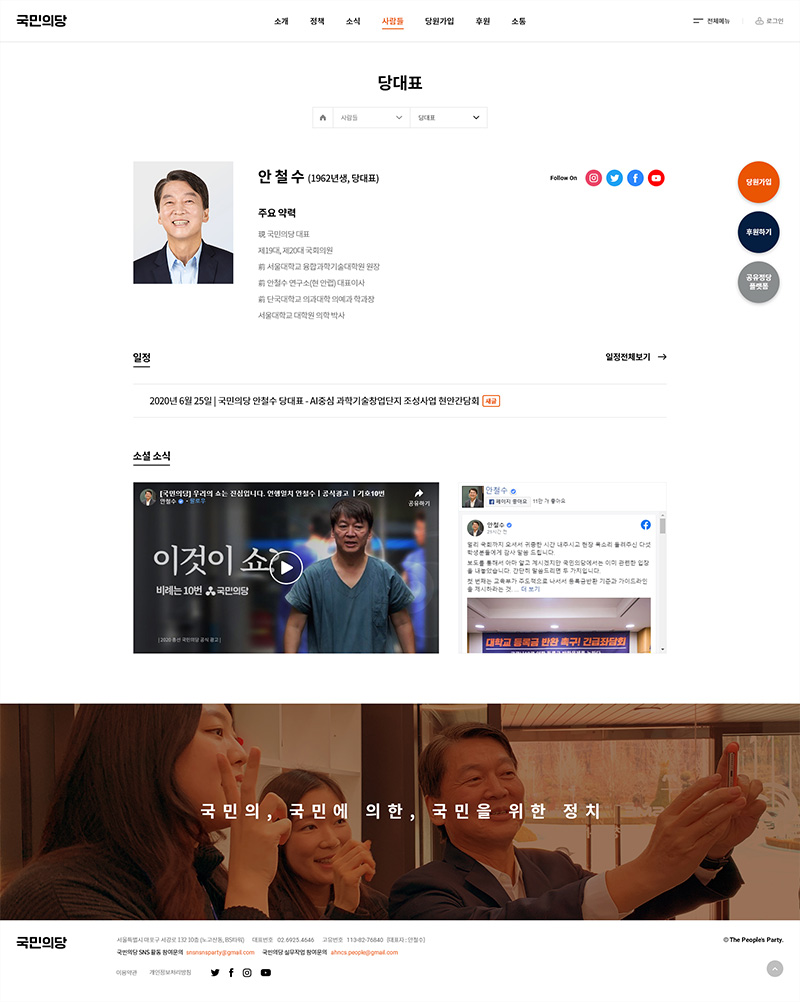 국민의당
소개 정책 소식 사람들 당원가입 후원 소통
전체메뉴 로그인
당대표
사람들 당대표
안철수 (1962년생, 당대표)
Follow On
주요 약력
現 국민의당 대표
제19대, 제20대 국회의원
前 서울대학교 융합과학기술대학원 원장
前 안철수 연구소(현 안랩) 대표이사
前 단국대학교 의과대학 의예과 학과장
서울대학교 대학원 의학 박사
당원가입
후원하기
공유정당
플랫폼
일정
일정전체보기 →
2020년 6월 25일 | 국민의당 안철수 당대표 - AI중심 과학기술창업단지 조성사업 현안간담회 새글
소셜 소식
[국민의당] 우리의 쇼는 진심입니다. 언행일치 안철수 | 공식광고 | 기호10번
안철수 · 팔로우
공유하기
이것이 쇼?
비례는 10번 국민의당
| 2020 총선 국민의당 공식 광고 |
안철수
페이지 좋아요 11만 개 좋아요
안철수
멀리 국회까지 오셔서 귀중한 시간 내주시고 현장 목소리 들려주신 다섯
학생분들에게 감사 말씀 드립니다.
보도를 통해서 아마 알고 계시겠지만 국민의당에서는 이미 관련한 입장
을 내놓았습니다. 간단히 말씀드리면 두 가지입니다.
첫 번째는 교육부가 주도적으로 나서서 등록금반환 기준과 가이드라인
을 제시하라는 것.... 더 보기
대학교 등록금 반환 촉구! 긴급좌담회
국민의, 국민에 의한, 국민을 위한 정치
국민의당
서울특별시 마포구 서강로 132 10층 (노고산동, BS타워) 대표번호 02.6925.4646 고유번호 113-82-76840 (대표자 : 안철수)
국민의당 SNS 활동 참여문의 snsnsnsparty@gmail.com 국민의당 실무작업 참여문의 ahncs.people@gmail.com
이용약관 개인정보처리방침
© The People's Party.